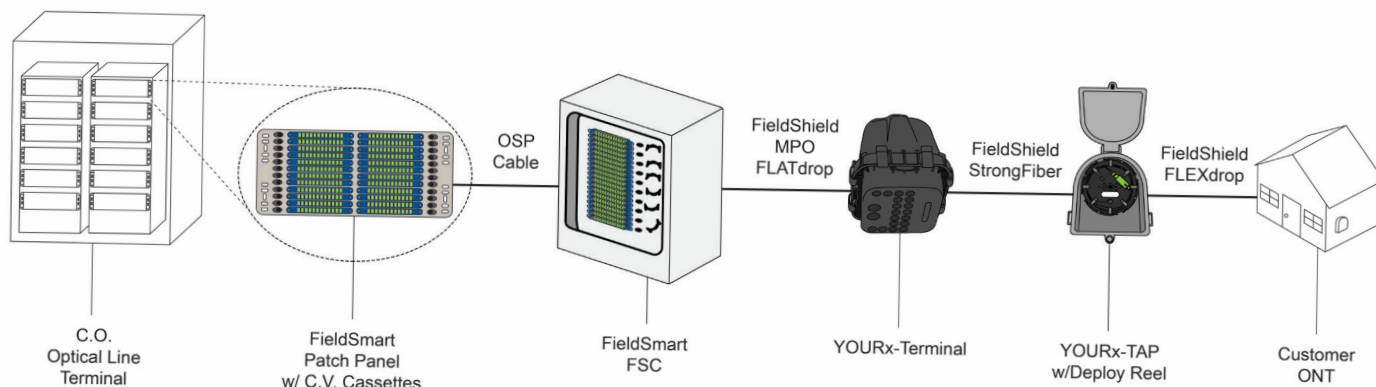 OSP
Cable
FieldShield
MPO
FLATdrop
FieldShield
StrongFiber
FieldShield
FLEXdrop
C.O.
Optical Line
Terminal
FieldSmart
Patch Panel
w/ C.V. Cassettes
FieldSmart
FSC
YOURx-Terminal
YOURx-TAP
w/Deploy Reel
Customer
ONT